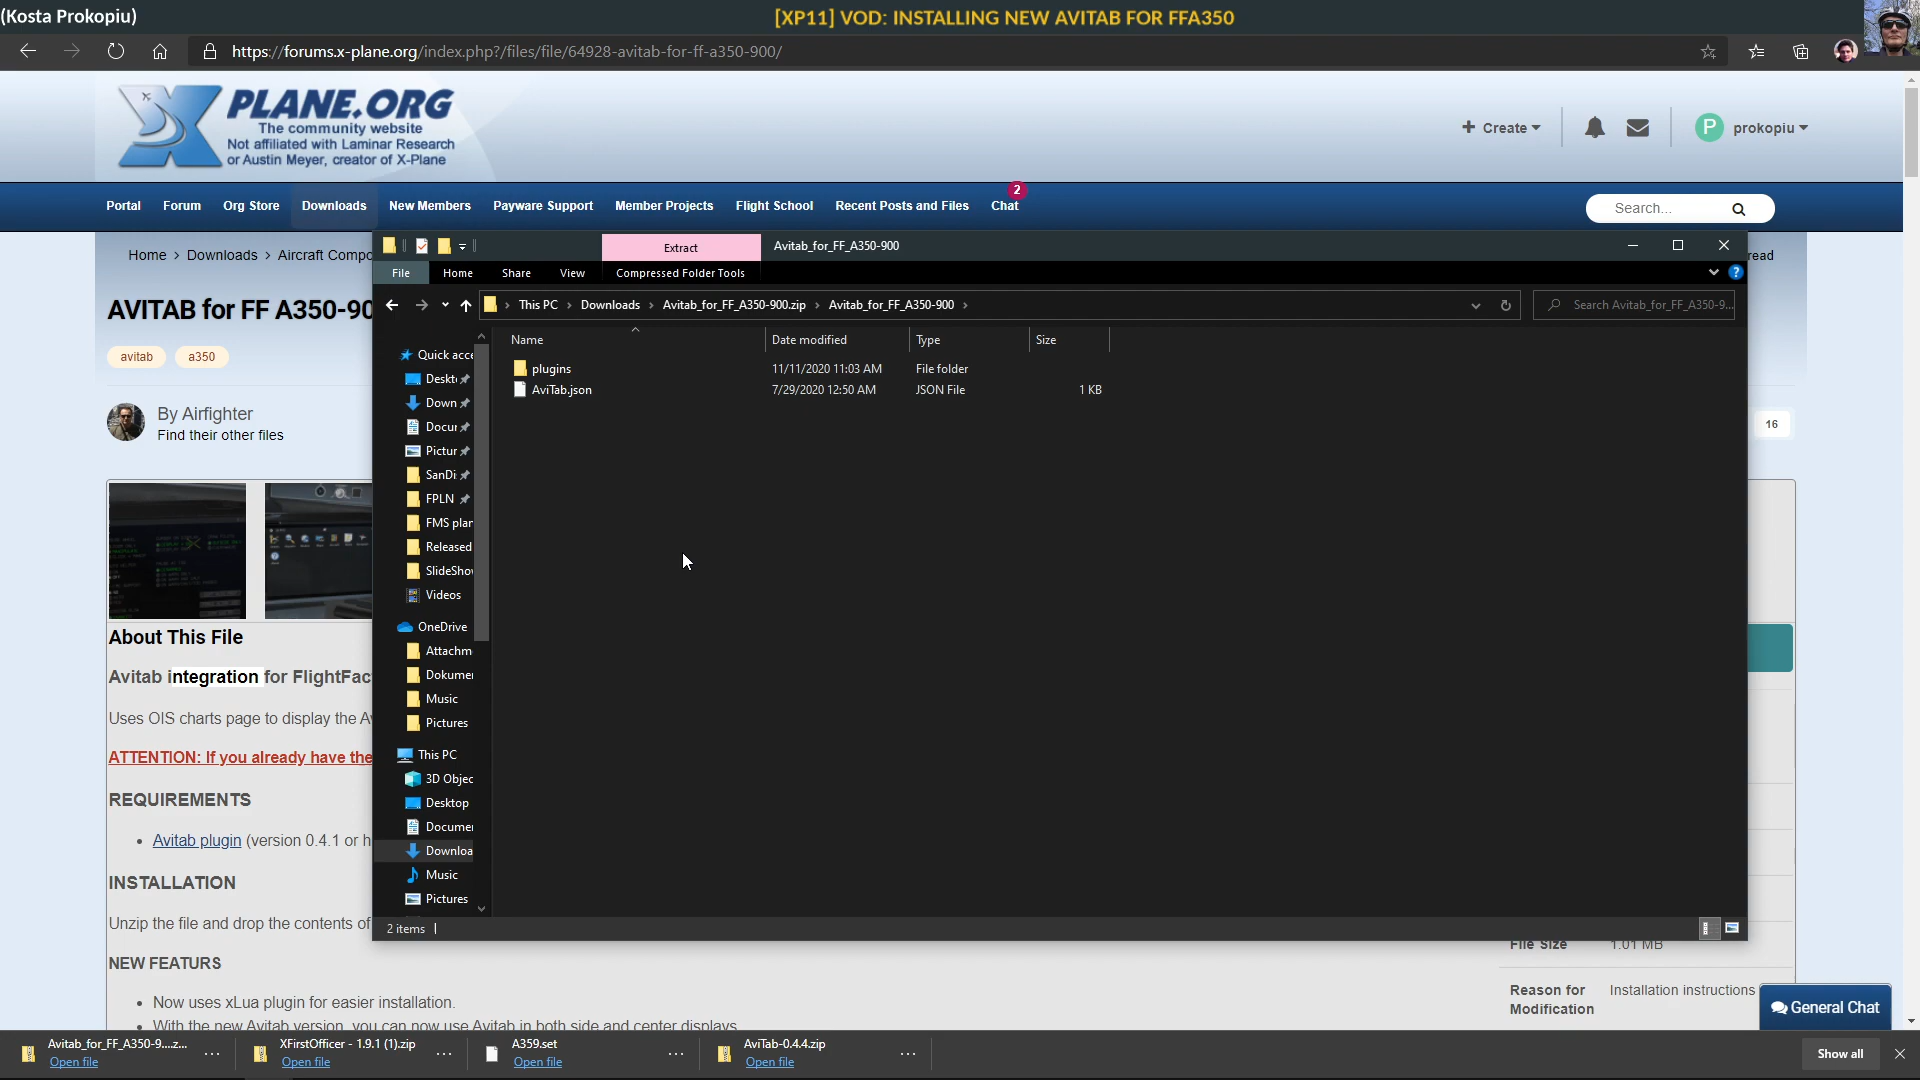 (Kosta Prokopiu)
[XP11] VOD: INSTALLING NEW AVITAB FOR FFA350
https://forums.x-plane.org/index.php?/files/file/64928-avitab-for-ff-a350-900/
X PLANE.ORG
The community website
Not affiliated with Laminar Research
or Austin Meyer, creator of X-Plane
Create
P
prokopiu
Portal
Forum
Org Store
Downloads
New Members
Payware Support
Member Projects
Flight School
Recent Posts and Files
Chat
2
Search...
Home > Downloads > Aircraft Compo
read
AVITAB for FF A350-90
avitab
a350
By Airfighter
Find their other files
16
About This File
Avitab integration for FlightFac
Uses OIS charts page to display the Av
ATTENTION: If you already have the
REQUIREMENTS
Avitab plugin (version 0.4.1 or h
INSTALLATION
Unzip the file and drop the contents of
NEW FEATURS
Now uses xLua plugin for easier installation.
With the new Avitab version, you can now use Avitab in both side and center displays
File Size 1.01 MB
Reason for Modification
Installation instructions
General Chat
Extract
Avitab_for_FF_A350-900
File
Home
Share
View
Compressed Folder Tools
This PC > Downloads > Avitab_for_FF_A350-900.zip > Avitab_for_FF_A350-900 >
Search Avitab_for_FF_A350-9...
Name
Date modified
Type
Size
plugins 11/11/2020 11:03 AM File folder
AviTab.json 7/29/2020 12:50 AM JSON File 1 KB
Quick acce
Deskt
Down
Docur
Pictur
SanDi
FPLN
FMS plan
Released
SlideSho
Videos
OneDrive
Attachm
Dokumen
Music
Pictures
This PC
3D Objec
Desktop
Documen
Downloa
Music
Pictures
2 items
Avitab_for_FF_A350-9....z...
Open file
XFirstOfficer - 1.9.1 (1).zip
Open file
A359.set
Open file
AviTab-0.4.4.zip
Open file
Show all